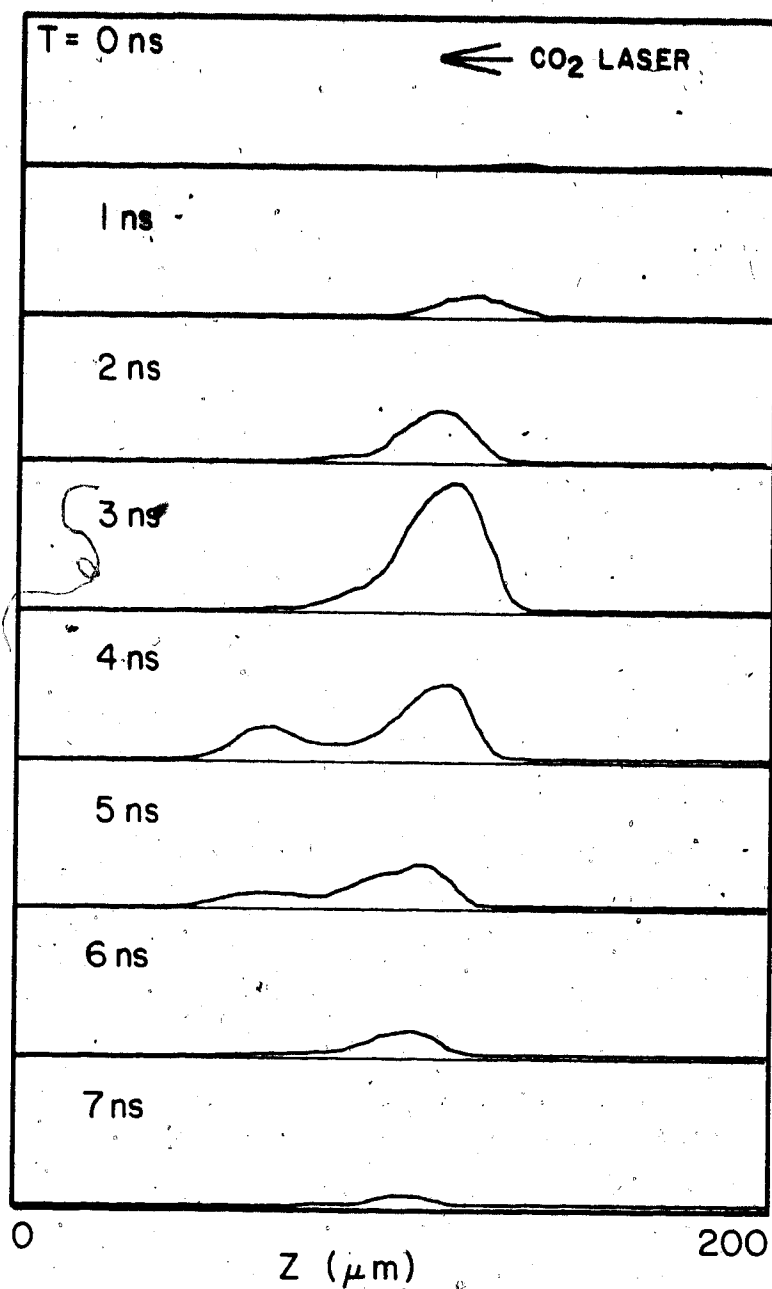 T = 0 ns
CO₂ LASER
1 ns
2 ns
3 ns
4 ns
5 ns
6 ns
7 ns
0
200
Z (μm)